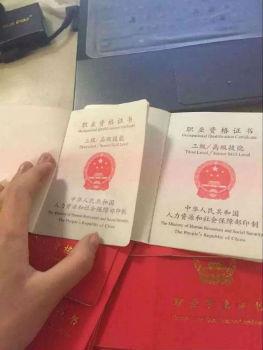 职业资格证书
Occupational Qualification Certificate
三级/高级技能
Third Level / Senior Skill Level
中华人民共和国
人力资源和社会保障部印制
The Ministry of Human Resources and Social Security
The People's Republic of China
职业资格证书
Occupational Qualification Certificate
三级/高级技能
Third Level / Senior Skill Level
中华人民共和国
人力资源和社会保障部印制
The Ministry of Human Resources and Social Security
The People's Republic of China
职业资格证书